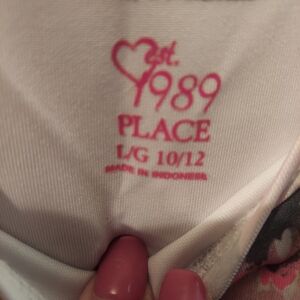 est.
1989
PLACE
L/G 10/12
MADE IN INDONESIA